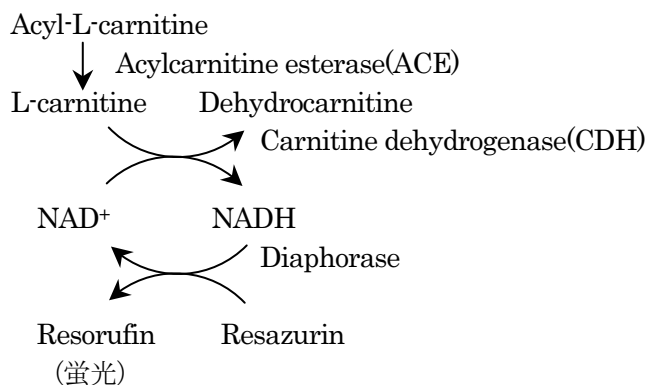 Acyl-L-carnitine
Acylcarnitine esterase(ACE)
L-carnitine Dehydrocarnitine
Carnitine dehydrogenase(CDH)
NAD⁺ NADH
Diaphorase
Resorufin Resazurin
(蛍光)